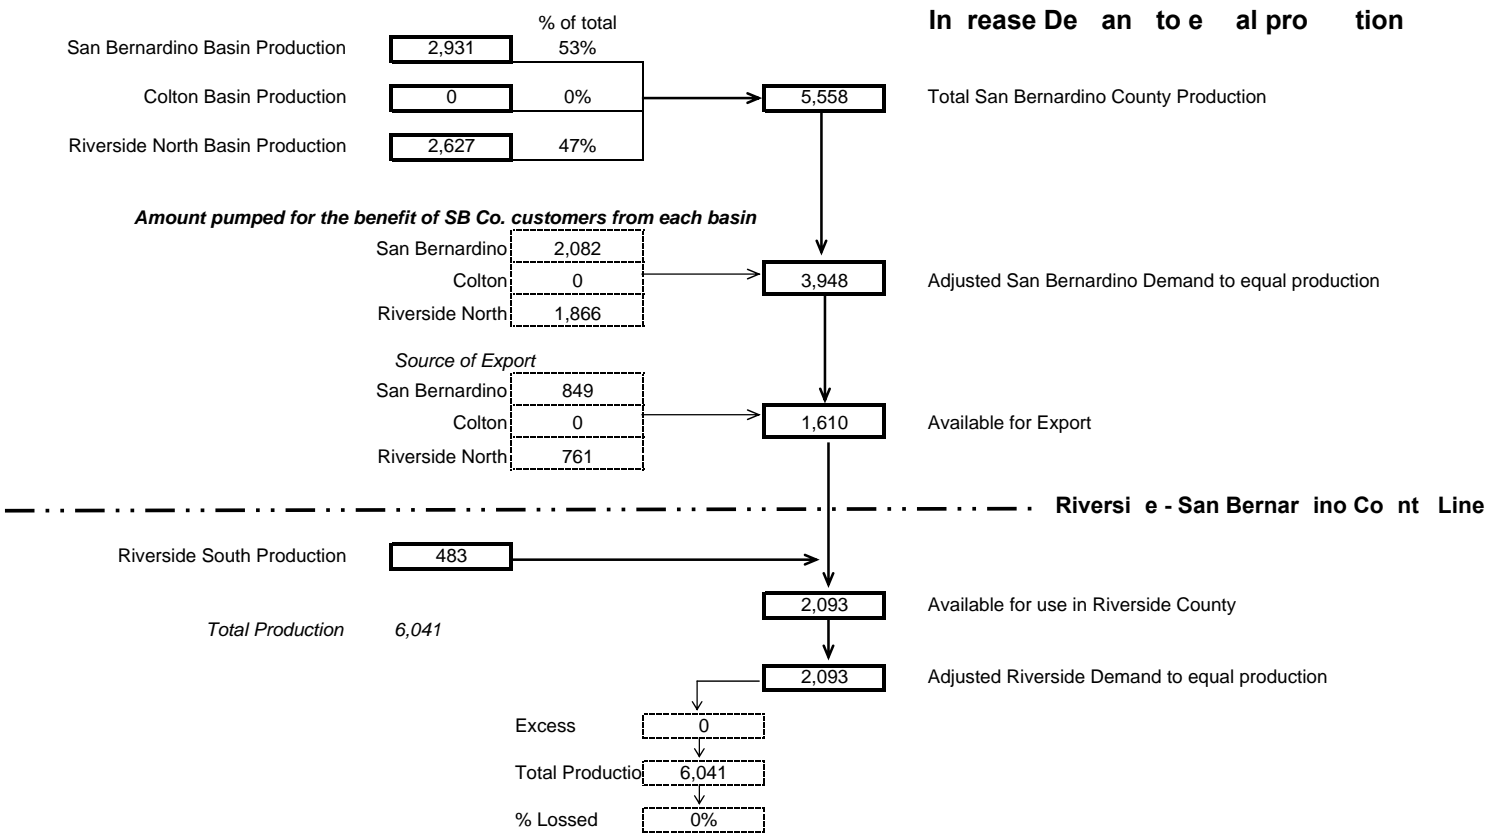 % of total
In rease De an to e al pro tion
San Bernardino Basin Production 2,931 53%
Colton Basin Production 0 0% 5,558 Total San Bernardino County Production
Riverside North Basin Production 2,627 47%
Amount pumped for the benefit of SB Co. customers from each basin
San Bernardino 2,082
Colton 0 3,948 Adjusted San Bernardino Demand to equal production
Riverside North 1,866
Source of Export
San Bernardino 849
Colton 0 1,610 Available for Export
Riverside North 761
Riversi e - San Bernar ino Co nt Line
Riverside South Production 483
2,093 Available for use in Riverside County
Total Production 6,041
2,093 Adjusted Riverside Demand to equal production
Excess 0
Total Productio 6,041
% Lossed 0%